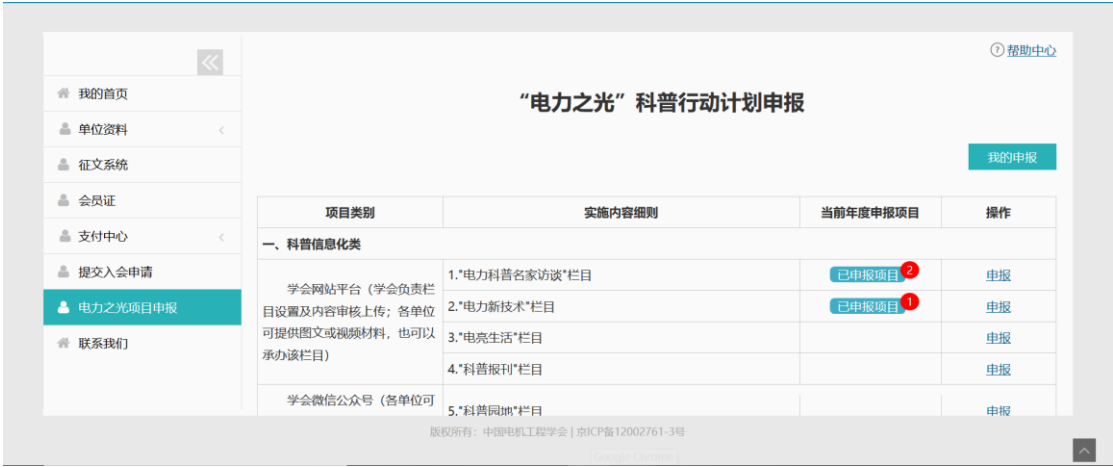 帮助中心
我的首页
“电力之光”科普行动计划申报
单位资料
征文系统
我的申报
会员证
项目类别 实施内容细则 当前年度申报项目 操作
支付中心
一、科普信息化类
提交入会申请
电力之光项目申报
联系我们
学会网站平台（学会负责栏
目设置及内容审核上传；各单位
可提供图文或视频材料，也可以
承办该栏目）
1."电力科普名家访谈"栏目 已申报项目 2 申报
2."电力新技术"栏目 已申报项目 1 申报
3."电亮生活"栏目 申报
4."科普报刊"栏目 申报
学会微信公众号（各单位可
5."科普园地"栏目 申报
版权所有：中国电机工程学会 | 京ICP备12002761-3号